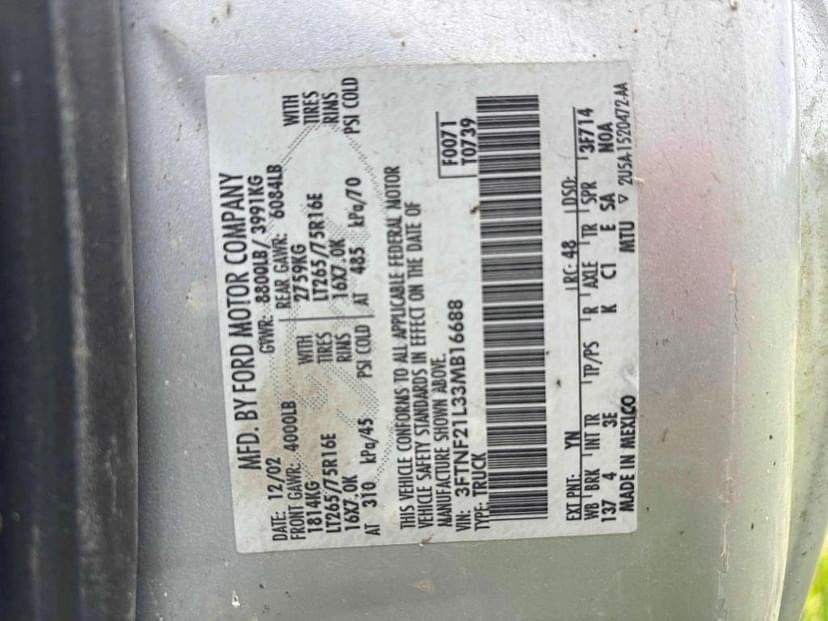 MFD. BY FORD MOTOR COMPANY
DATE: 12/02 GVWR: 8800LB/ 3991KG
FRONT GAWR: 4000LB REAR GAWR: 6084LB
1814KG WITH 2759KG WITH
LT265/75R16E TIRES LT265/75R16E TIRES
16X7.0K RIMS 16X7.0K RIMS
AT 310 kPa/45 PSI COLD AT 485 kPa/70 PSI COLD
THIS VEHICLE CONFORMS TO ALL APPLICABLE FEDERAL MOTOR
VEHICLE SAFETY STANDARDS IN EFFECT ON THE DATE OF
MANUFACTURE SHOWN ABOVE.
VIN: 3FTNF21L33MB16688 F0071
TYPE: TRUCK T0739
EXT PNT: YN RC: 48 DSO:
WB BRK INT TR TP/PS R AXLE TR SPR 3F714
137 4 3E K C1 E SA NOA
MADE IN MEXICO MTU ▽ 2U5A-1520472-AA